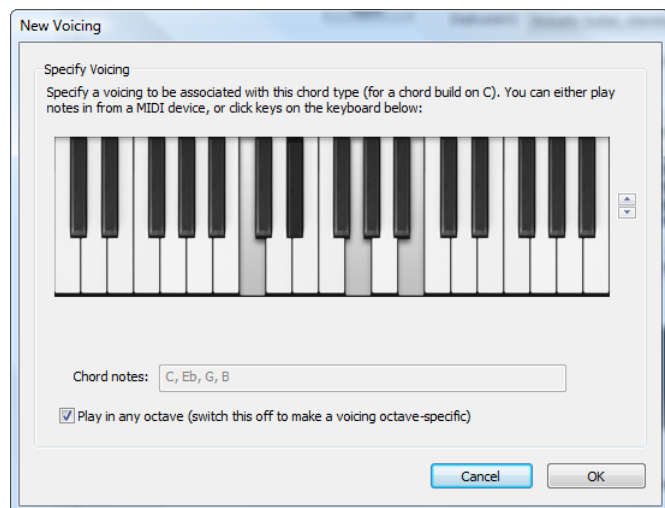 New Voicing
Specify Voicing
Specify a voicing to be associated with this chord type (for a chord build on C). You can either play
notes in from a MIDI device, or click keys on the keyboard below:
Chord notes: C, Eb, G, B
Play in any octave (switch this off to make a voicing octave-specific)
Cancel OK